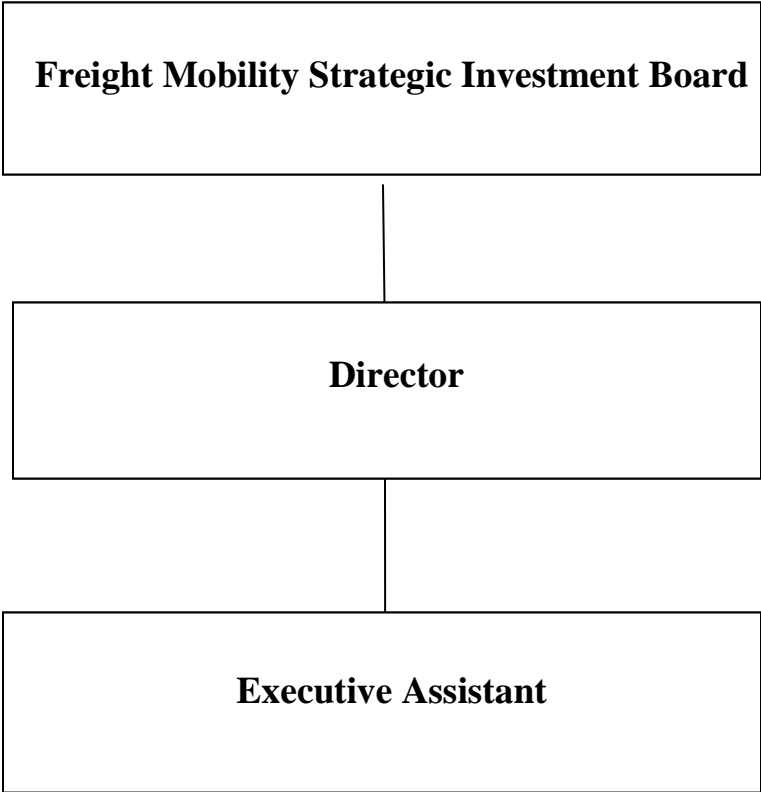 Freight Mobility Strategic Investment Board
Director
Executive Assistant